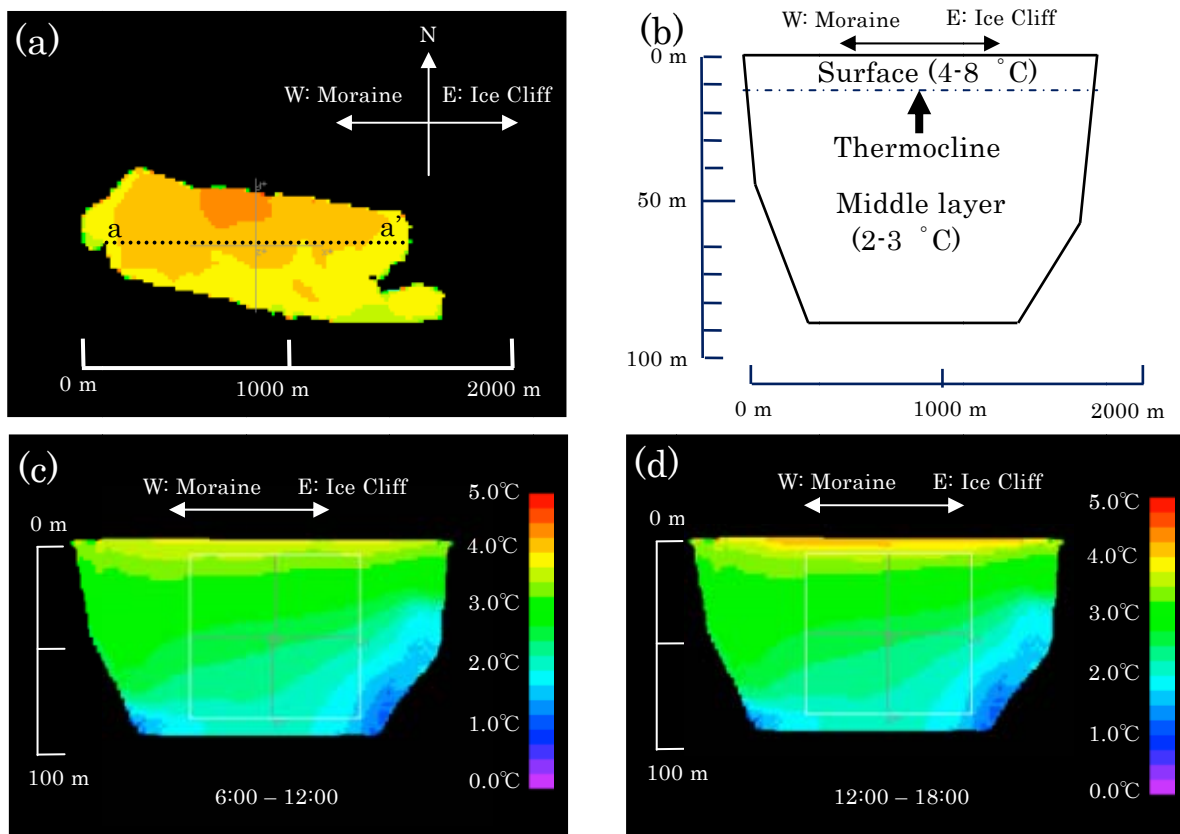 (a)
N
W: Moraine E: Ice Cliff
a a’
0 m 1000 m 2000 m
(b)
W: Moraine E: Ice Cliff
0 m
Surface (4-8 °C)
Thermocline
50 m
Middle layer
(2-3 °C)
100 m
0 m 1000 m 2000 m
(c)
W: Moraine E: Ice Cliff
0 m
100 m
5.0℃
4.0℃
3.0℃
2.0℃
1.0℃
0.0℃
6:00 – 12:00
(d)
W: Moraine E: Ice Cliff
0 m
100 m
5.0℃
4.0℃
3.0℃
2.0℃
1.0℃
0.0℃
12:00 – 18:00